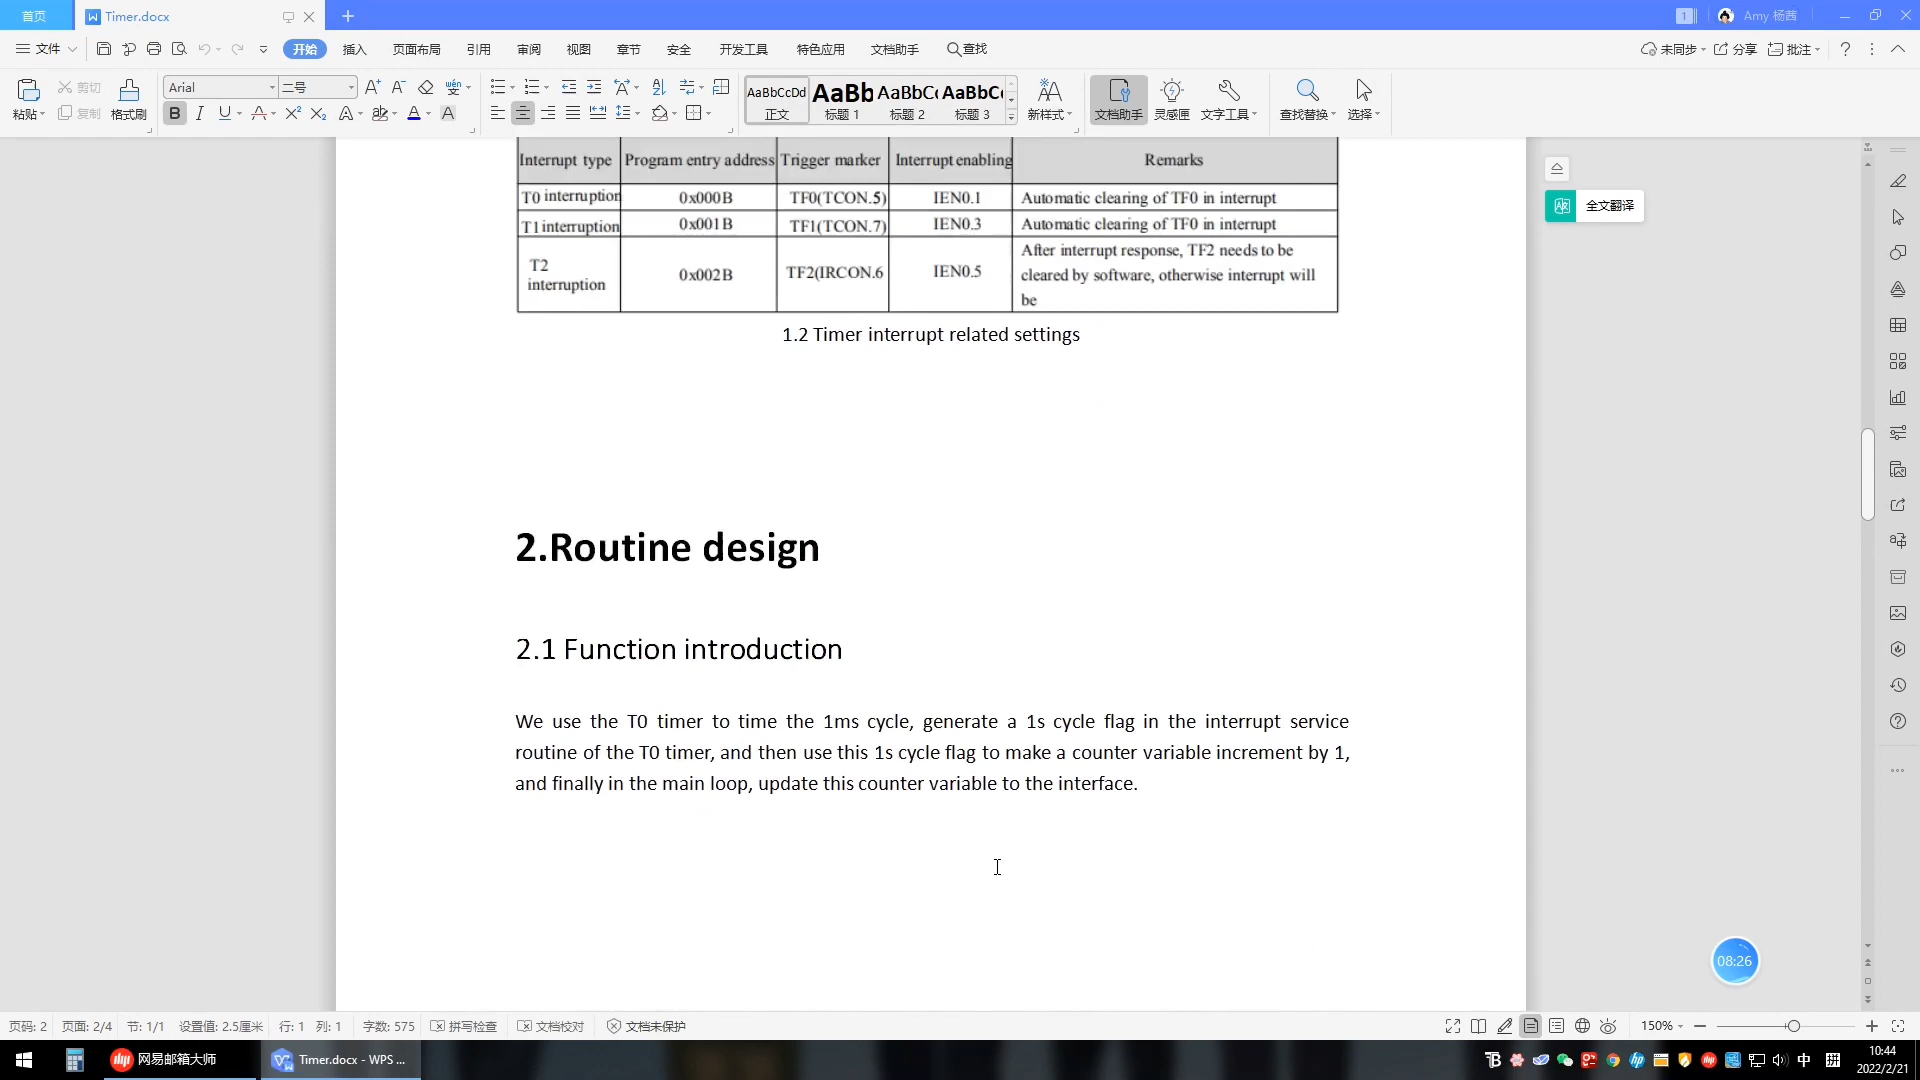 首页 Timer.docx 1 Amy 杨茜
文件 开始 插入 页面布局 引用 审阅 视图 章节 安全 开发工具 特色应用 文档助手 查找 未同步 分享 批注
粘贴 剪切 复制 格式刷 Arial 二号 AaBbCcDd 正文 AaBb 标题 1 AaBbC 标题 2 AaBbC 标题 3 新样式 文档助手 灵感匣 文字工具 查找替换 选择
Interrupt type Program entry address Trigger marker Interrupt enabling Remarks
T0 interruption 0x000B TF0(TCON.5) IEN0.1 Automatic clearing of TF0 in interrupt
T1 interruption 0x001B TF1(TCON.7) IEN0.3 Automatic clearing of TF0 in interrupt
T2 interruption 0x002B TF2(IRCON.6 IEN0.5 After interrupt response, TF2 needs to be
cleared by software, otherwise interrupt will
be
1.2 Timer interrupt related settings
全文翻译
2.Routine design
2.1 Function introduction
We use the T0 timer to time the 1ms cycle, generate a 1s cycle flag in the interrupt service
routine of the T0 timer, and then use this 1s cycle flag to make a counter variable increment by 1,
and finally in the main loop, update this counter variable to the interface.
08:26
页码: 2 页面: 2/4 节: 1/1 设置值: 2.5厘米 行: 1 列: 1 字数: 575 拼写检查 文档校对 文档未保护 150%
网易邮箱大师 Timer.docx - WPS ... 中 拼 10:44
2022/2/21